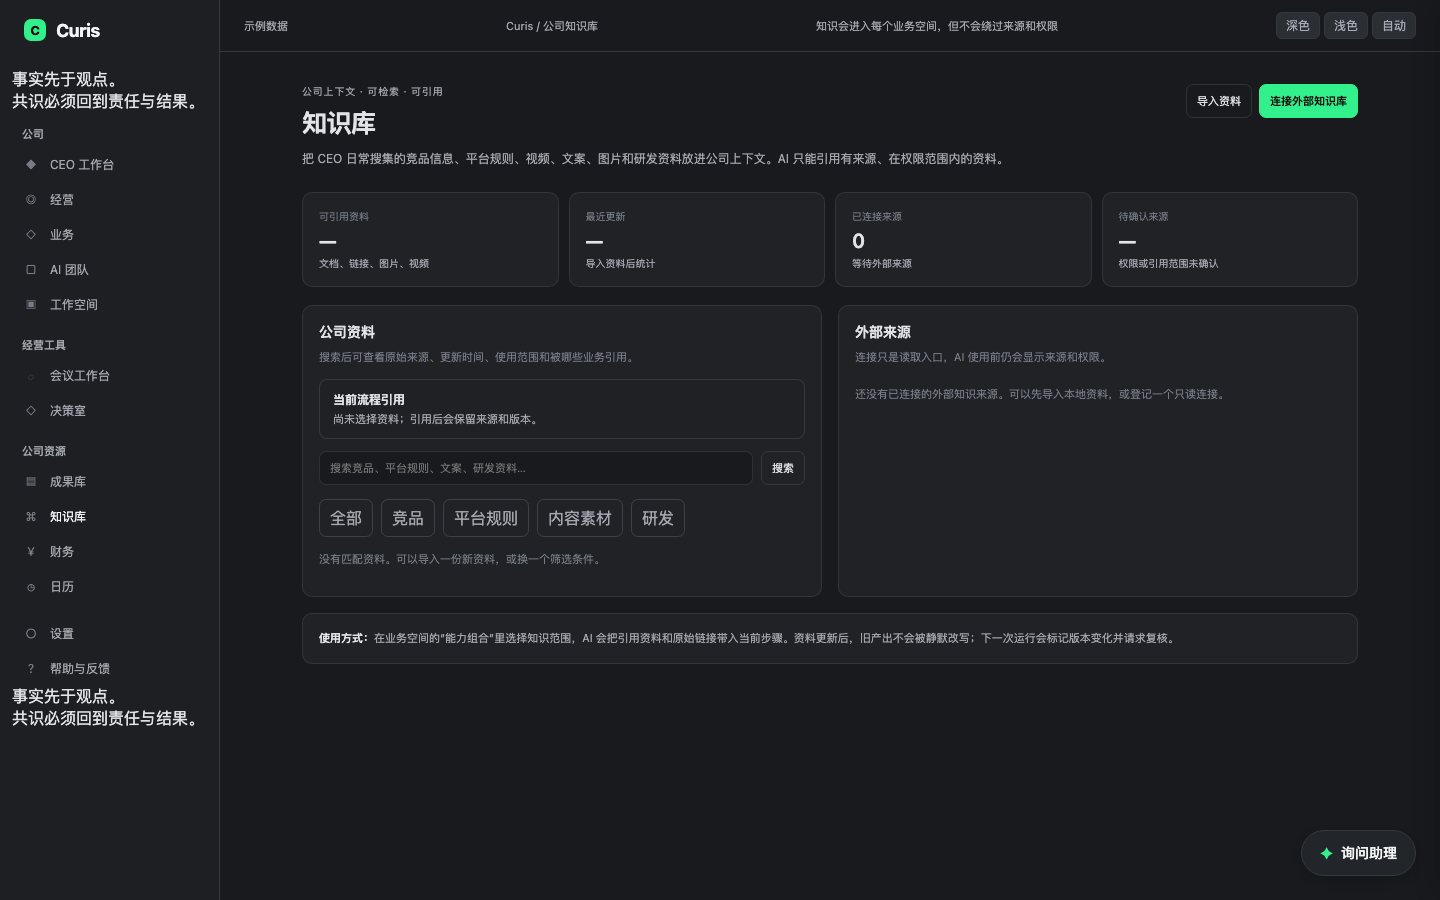 C Curis
事实先于观点。
共识必须回到责任与结果。
公司
CEO 工作台
经营
业务
AI 团队
工作空间
经营工具
会议工作台
决策室
公司资源
成果库
知识库
¥ 财务
日历
设置
? 帮助与反馈
事实先于观点。
共识必须回到责任与结果。
示例数据
Curis / 公司知识库
知识会进入每个业务空间，但不会绕过来源和权限
深色
浅色
自动
公司上下文 · 可检索 · 可引用
知识库
把 CEO 日常搜集的竞品信息、平台规则、视频、文案、图片和研发资料放进公司上下文。AI 只能引用有来源、在权限范围内的资料。
导入资料
连接外部知识库
可引用资料
—
文档、链接、图片、视频
最近更新
—
导入资料后统计
已连接来源
0
等待外部来源
待确认来源
—
权限或引用范围未确认
公司资料
搜索后可查看原始来源、更新时间、使用范围和被哪些业务引用。
当前流程引用
尚未选择资料；引用后会保留来源和版本。
搜索竞品、平台规则、文案、研发资料...
搜索
全部
竞品
平台规则
内容素材
研发
没有匹配资料。可以导入一份新资料，或换一个筛选条件。
外部来源
连接只是读取入口，AI 使用前仍会显示来源和权限。
还没有已连接的外部知识来源。可以先导入本地资料，或登记一个只读连接。
使用方式：在业务空间的“能力组合”里选择知识范围，AI 会把引用资料和原始链接带入当前步骤。资料更新后，旧产出不会被静默改写；下一次运行会标记版本变化并请求复核。
询问助理